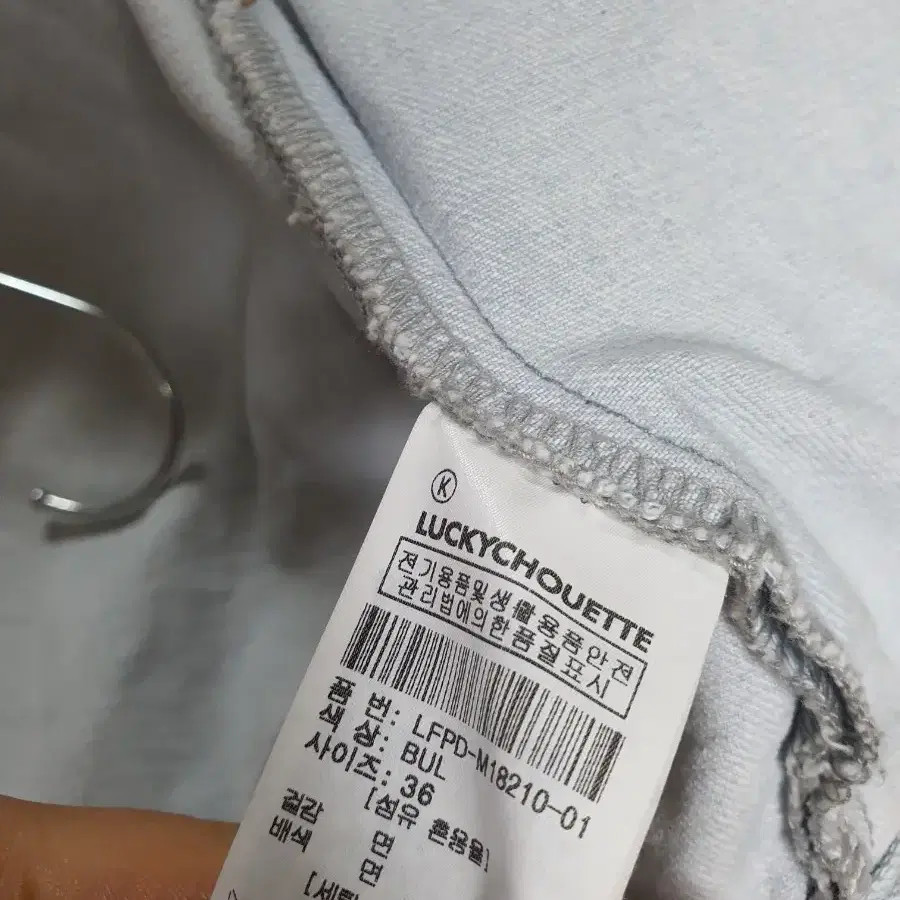 K
LUCKYCHOUETTE
전기용품및생활용품안전
관리법에의한품질표시
품 번: LFPD-M18210-01
색 상: BUL
사이즈: 36
[섬유 혼용율]
겉감 면
배색 면
[세탁